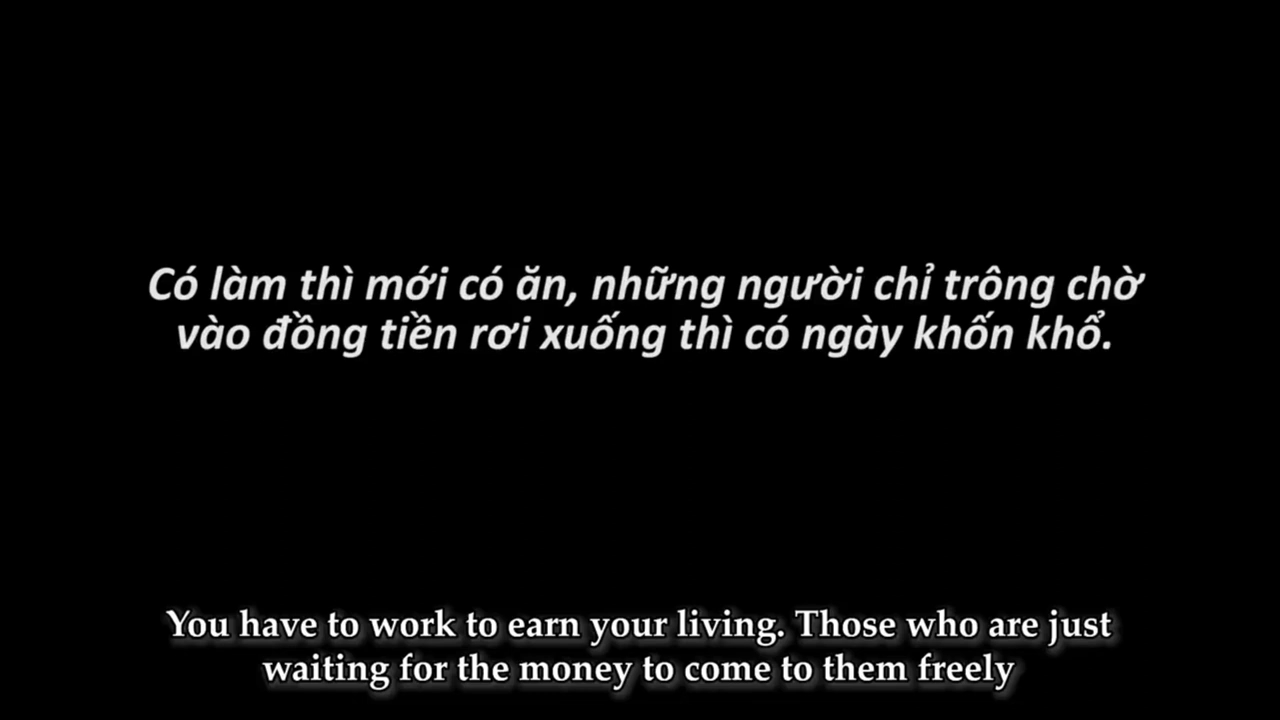 Có làm thì mới có ăn, những người chỉ trông chờ
vào đồng tiền rơi xuống thì có ngày khốn khổ.
You have to work to earn your living. Those who are just
waiting for the money to come to them freely